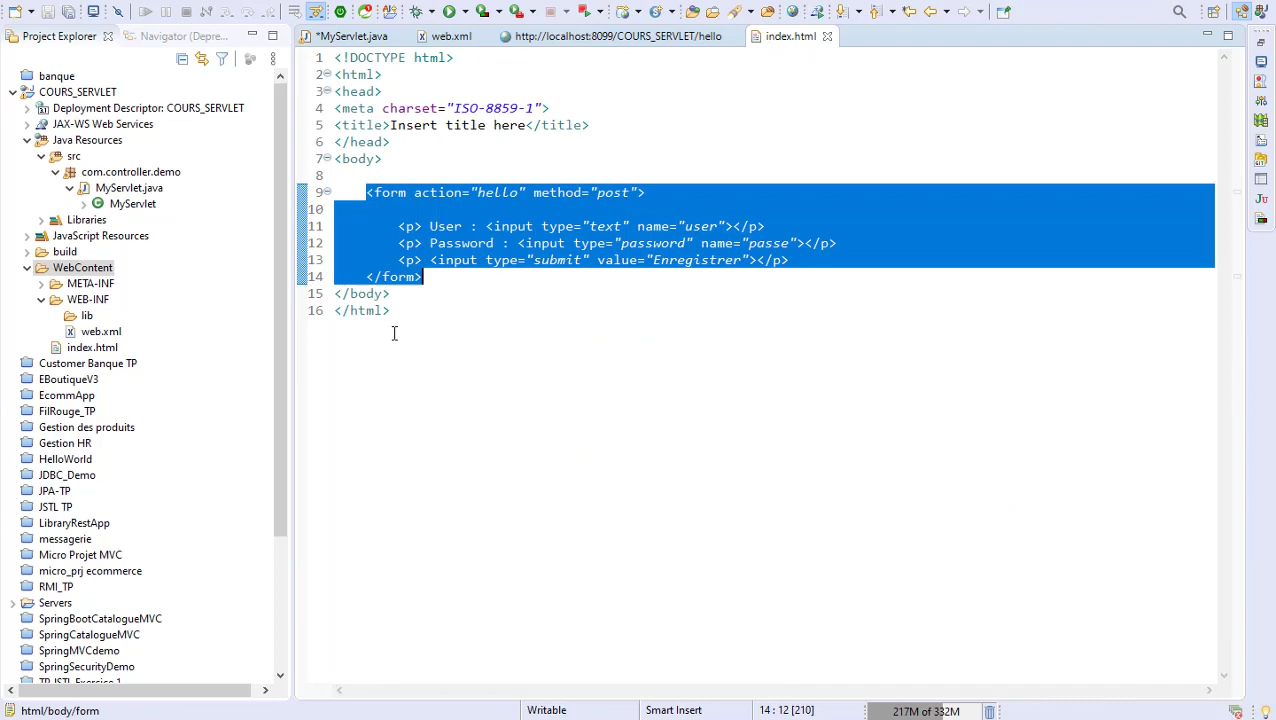 Project Explorer
Navigator (Depre...
*MyServlet.java
web.xml
http://localhost:8099/COURS_SERVLET/hello
index.html
banque
COURS_SERVLET
Deployment Descriptor: COURS_SERVLET
JAX-WS Web Services
Java Resources
src
com.controller.demo
MyServlet.java
MyServlet
Libraries
JavaScript Resources
build
WebContent
META-INF
WEB-INF
lib
web.xml
index.html
Customer Banque TP
EBoutiqueV3
EcommApp
FilRouge_TP
Gestion des produits
Gestion HR
HelloWorld
JDBC_Demo
JPA-TP
JSTL TP
LibraryRestApp
messagerie
Micro Projet MVC
micro_prj ecommerce
RMI_TP
Servers
SpringBootCatalogueMVC
SpringCatalogueMVC
SpringMVCdemo
SpringSecurityDemo
TP JSTL Exercice 1
1 <!DOCTYPE html>
2 <html>
3 <head>
4 <meta charset="ISO-8859-1">
5 <title>Insert title here</title>
6 </head>
7 <body>
8
9 <form action="hello" method="post">
10
11 <p> User : <input type="text" name="user"></p>
12 <p> Password : <input type="password" name="passe"></p>
13 <p> <input type="submit" value="Enregistrer"></p>
14 </form>
15 </body>
16 </html>
html/body/form
Writable
Smart Insert
14 : 12 [210]
217M of 332M